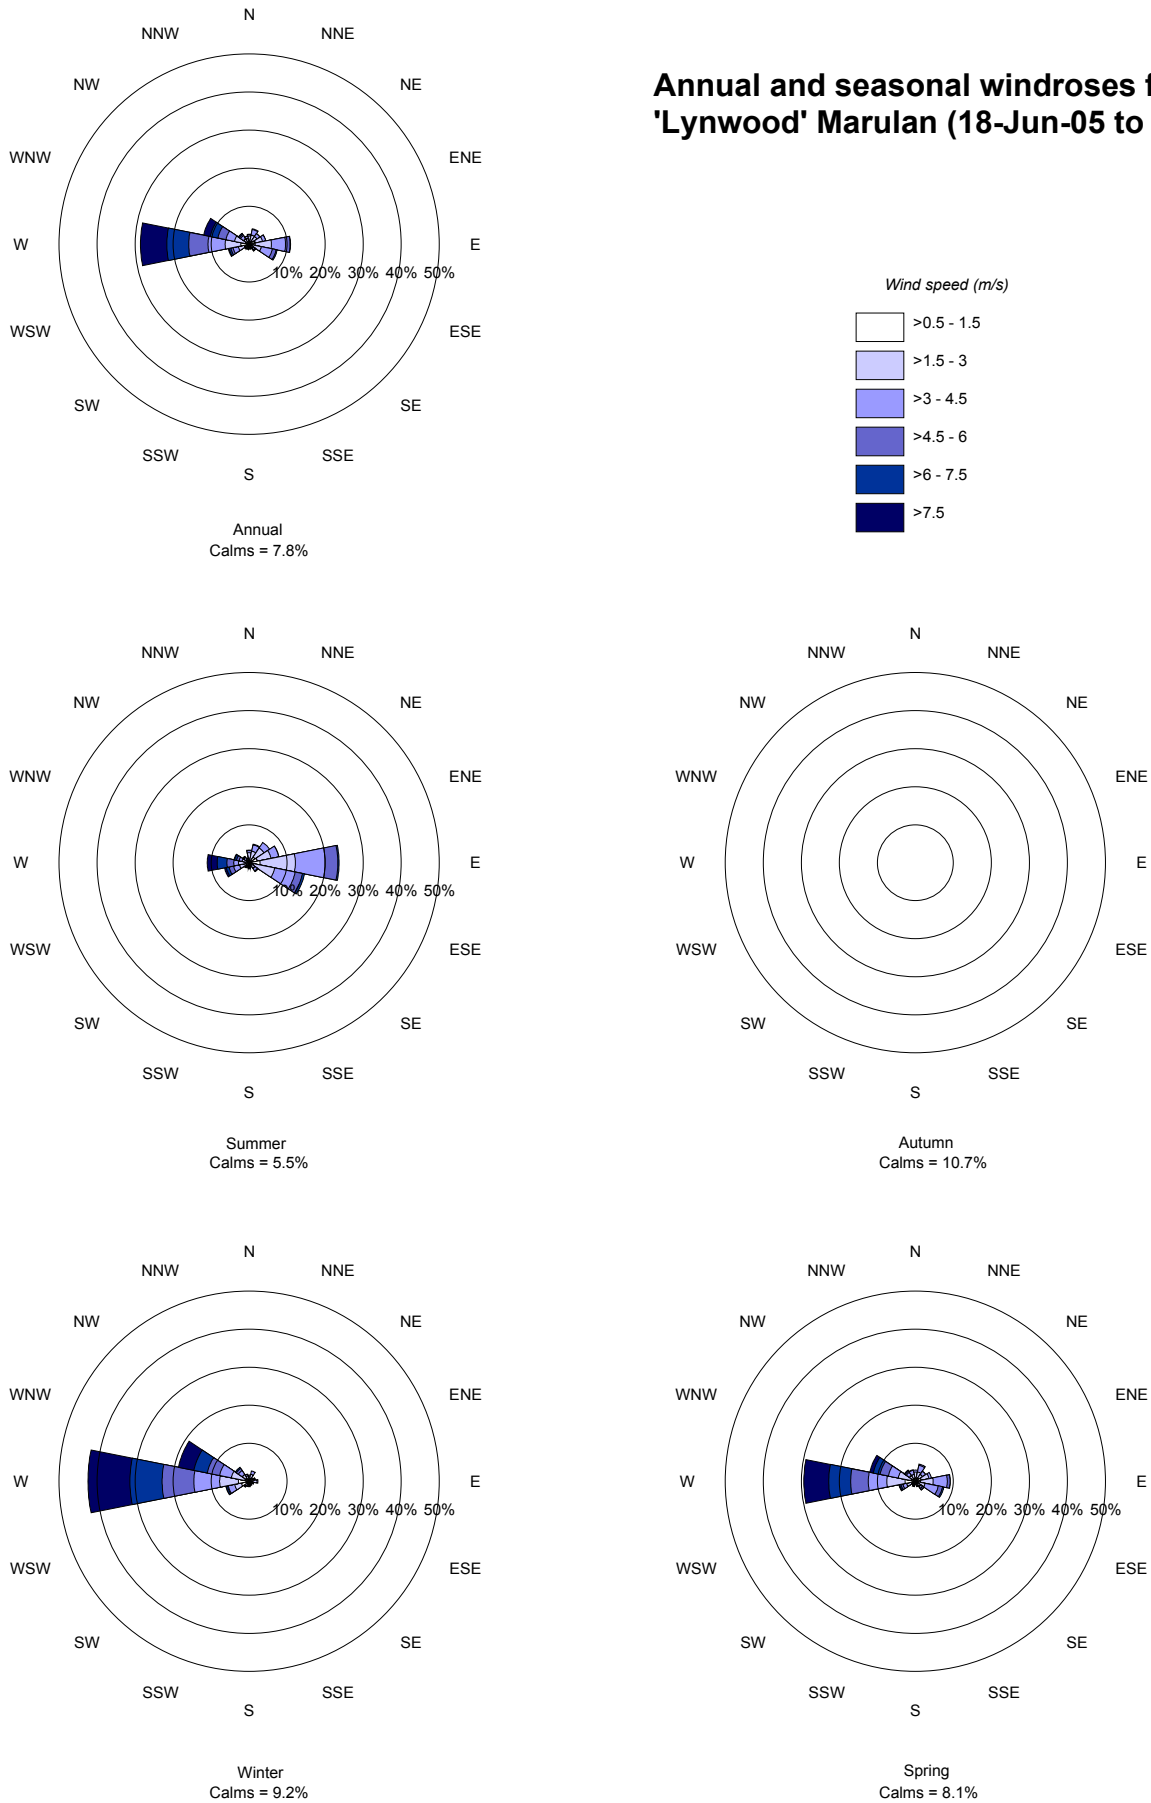 Annual and seasonal windroses f
'Lynwood' Marulan (18-Jun-05 to
N
NNW NNE
NW NE
WNW ENE
W E
10% 20% 30% 40% 50%
WSW ESE
SW SE
SSW SSE
S
Annual
Calms = 7.8%
Wind speed (m/s)
>0.5 - 1.5
>1.5 - 3
>3 - 4.5
>4.5 - 6
>6 - 7.5
>7.5
N
NNW NNE
NW NE
WNW ENE
W E
10% 20% 30% 40% 50%
WSW ESE
SW SE
SSW SSE
S
Summer
Calms = 5.5%
N
NNW NNE
NW NE
WNW ENE
W E
WSW ESE
SW SE
SSW SSE
S
Autumn
Calms = 10.7%
N
NNW NNE
NW NE
WNW ENE
W E
10% 20% 30% 40% 50%
WSW ESE
SW SE
SSW SSE
S
Winter
Calms = 9.2%
N
NNW NNE
NW NE
WNW ENE
W E
10% 20% 30% 40% 50%
WSW ESE
SW SE
SSW SSE
S
Spring
Calms = 8.1%